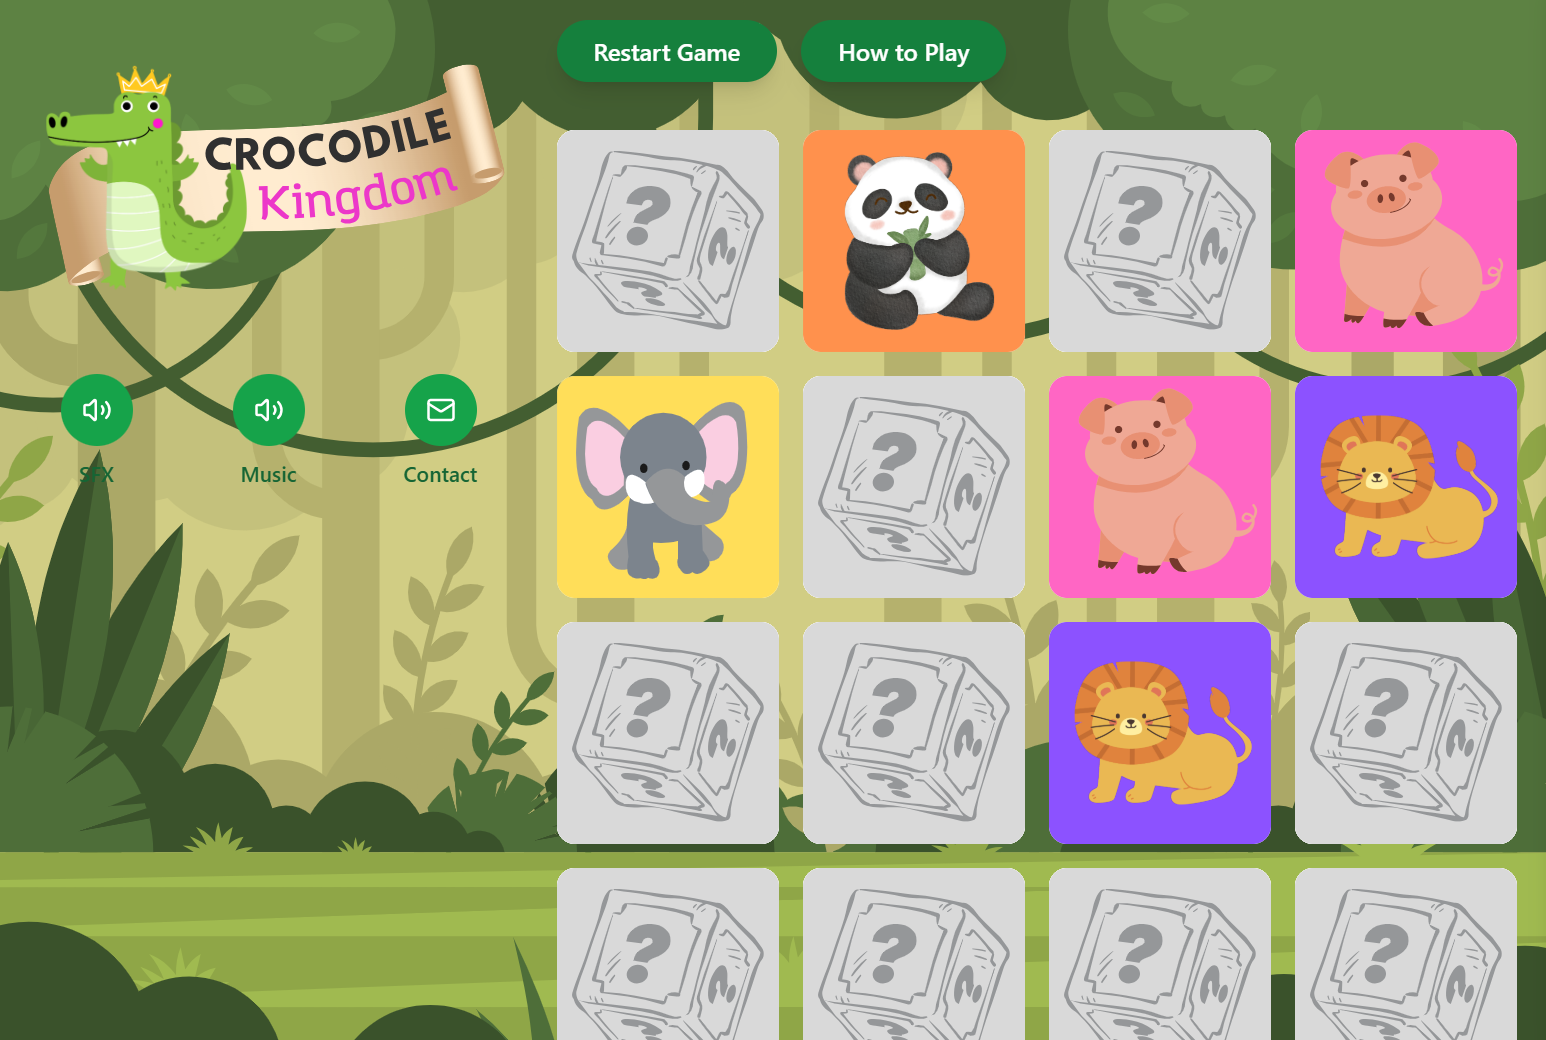 Restart Game
How to Play
CROCODILE
Kingdom
SFX
Music
Contact
?
?
?
?
?
?
?
?
?
?